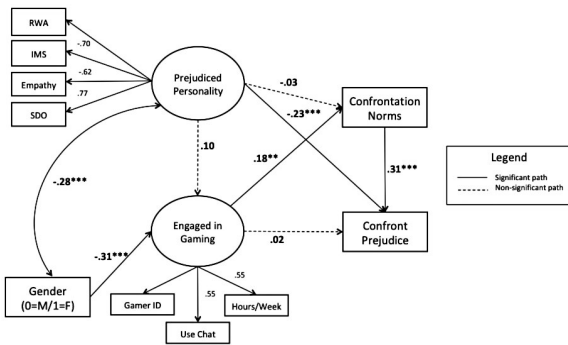 RWA
IMS
Empathy
SDO
-.70
-.62
.77
Prejudiced
Personality
-.03
-.23***
Confrontation
Norms
.10
.18**
.31***
-.28***
-.31***
Engaged in
Gaming
.02
Confront
Prejudice
Gender
(0=M/1=F)
.55
.55
Gamer ID
Use Chat
Hours/Week
Legend
Significant path
Non-significant path